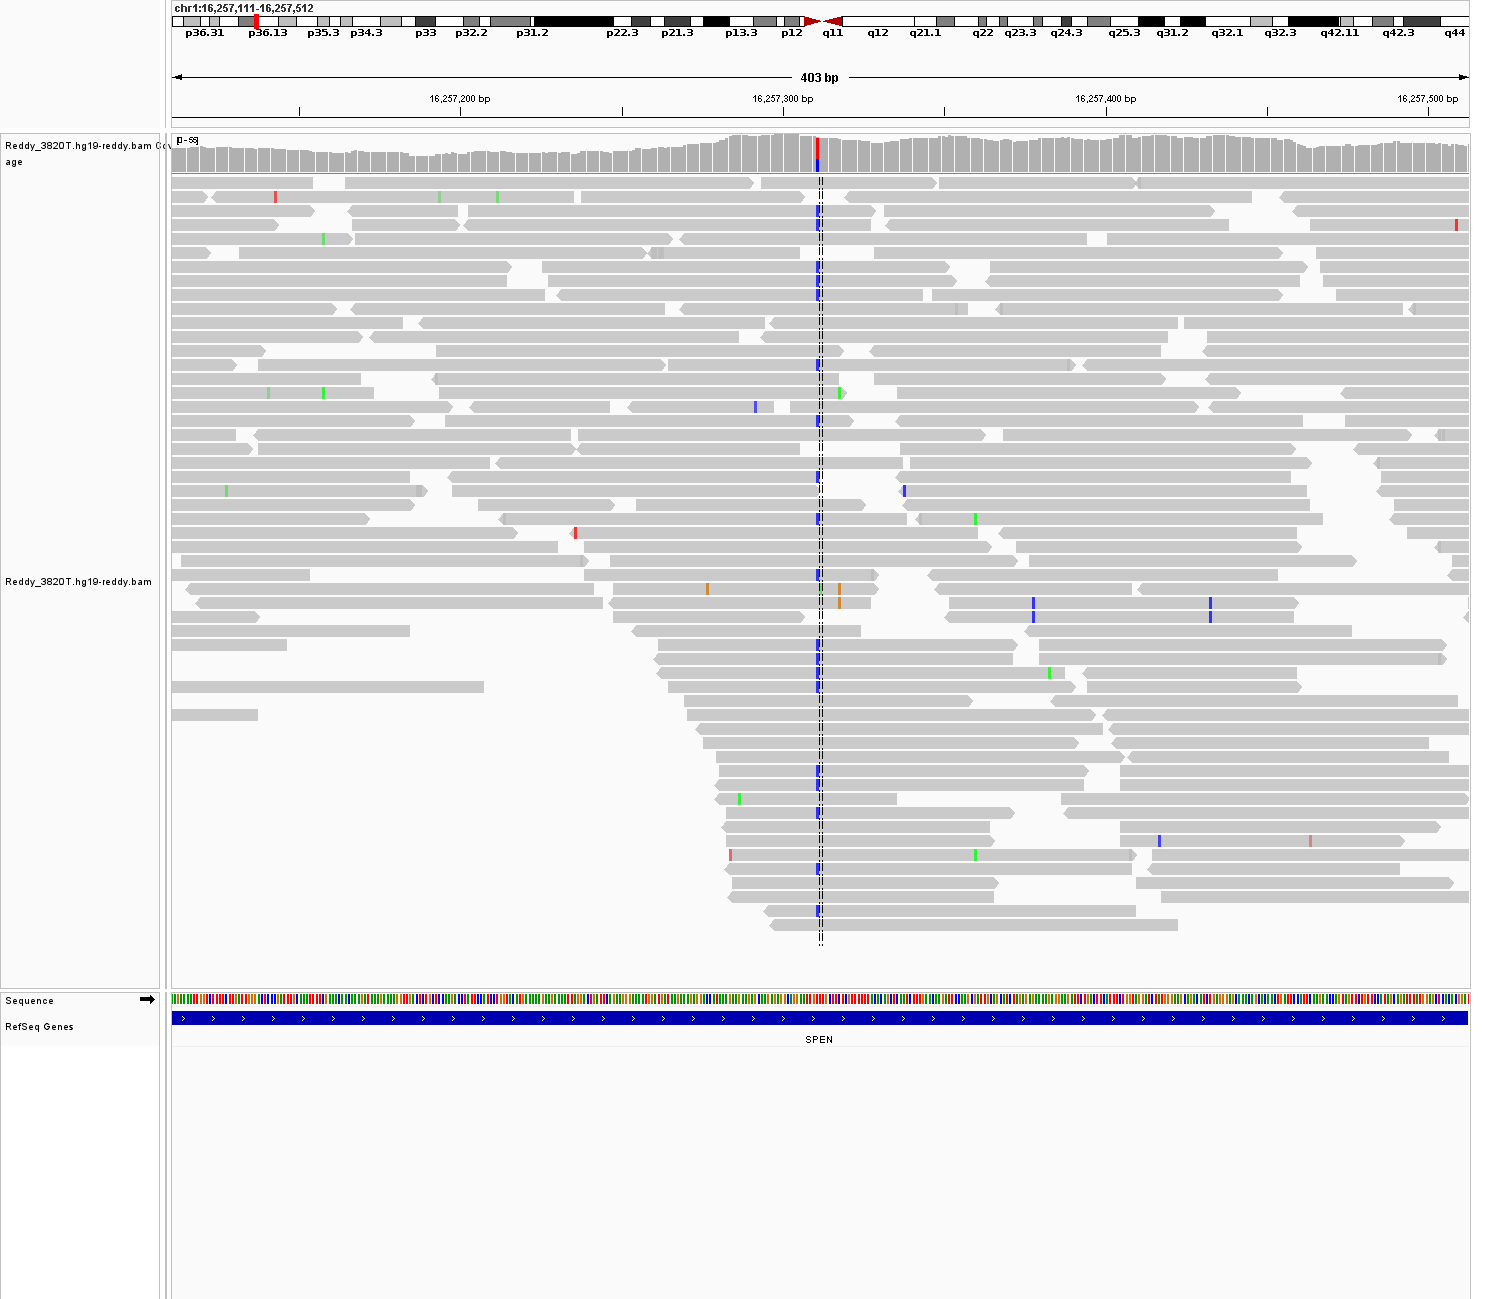 chr1:16,257,111-16,257,512
p36.31 p36.13 p35.3 p34.3 p33 p32.2 p31.2 p22.3 p21.3 p13.3 p12 q11 q12 q21.1 q22 q23.3 q24.3 q25.3 q31.2 q32.1 q32.3 q42.11 q42.3 q44
403 bp
16,257,200 bp 16,257,300 bp 16,257,400 bp 16,257,500 bp
Reddy_3820T.hg19-reddy.bam Cov
age
Reddy_3820T.hg19-reddy.bam
Sequence
RefSeq Genes
SPEN